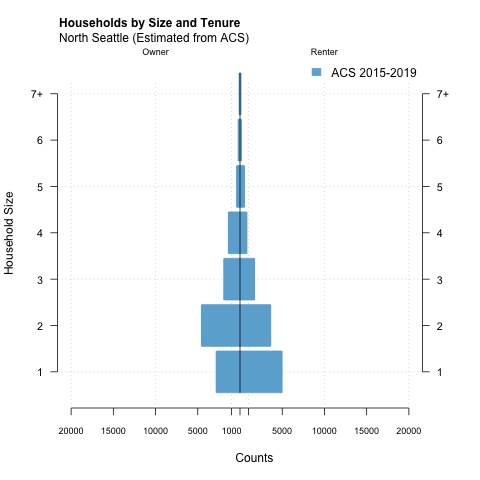 Households by Size and Tenure
North Seattle (Estimated from ACS)
Owner Renter
ACS 2015-2019
7+ 7+
6 6
5 5
4 4
3 3
2 2
1 1
Household Size
20000 15000 10000 5000 1000 5000 10000 15000 20000
Counts